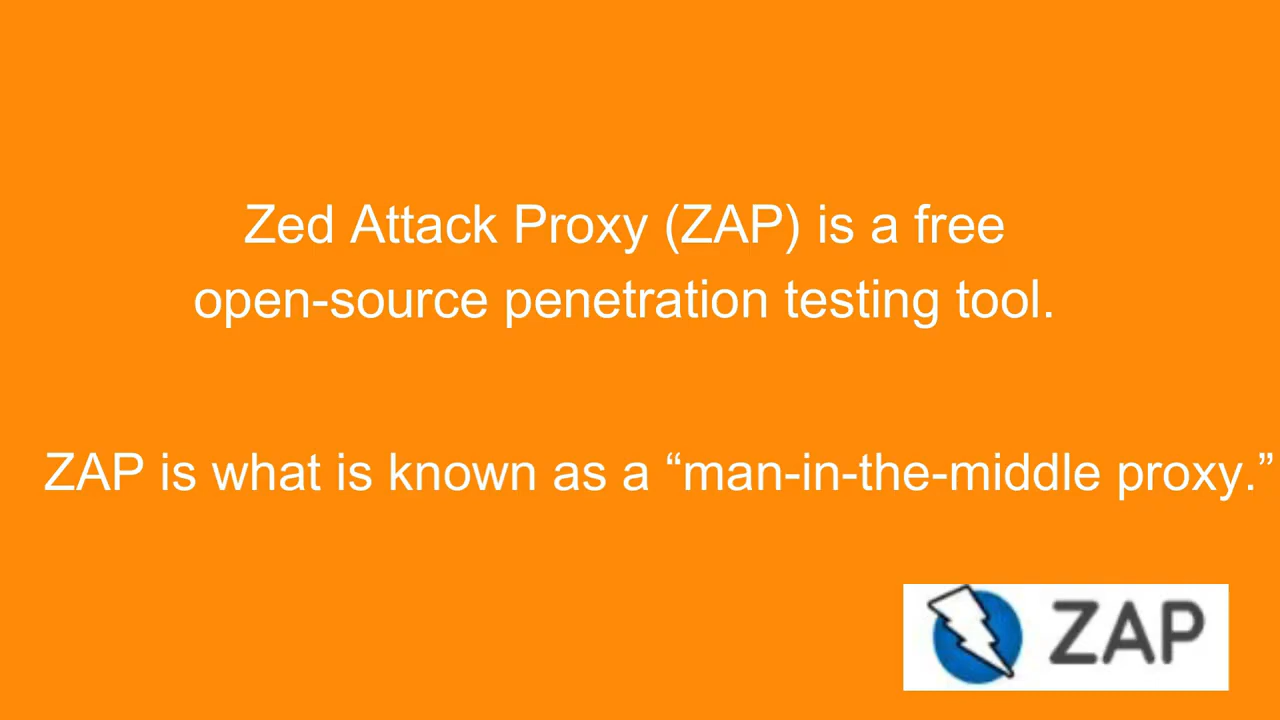 Zed Attack Proxy (ZAP) is a free
open-source penetration testing tool.
ZAP is what is known as a “man-in-the-middle proxy.”
ZAP